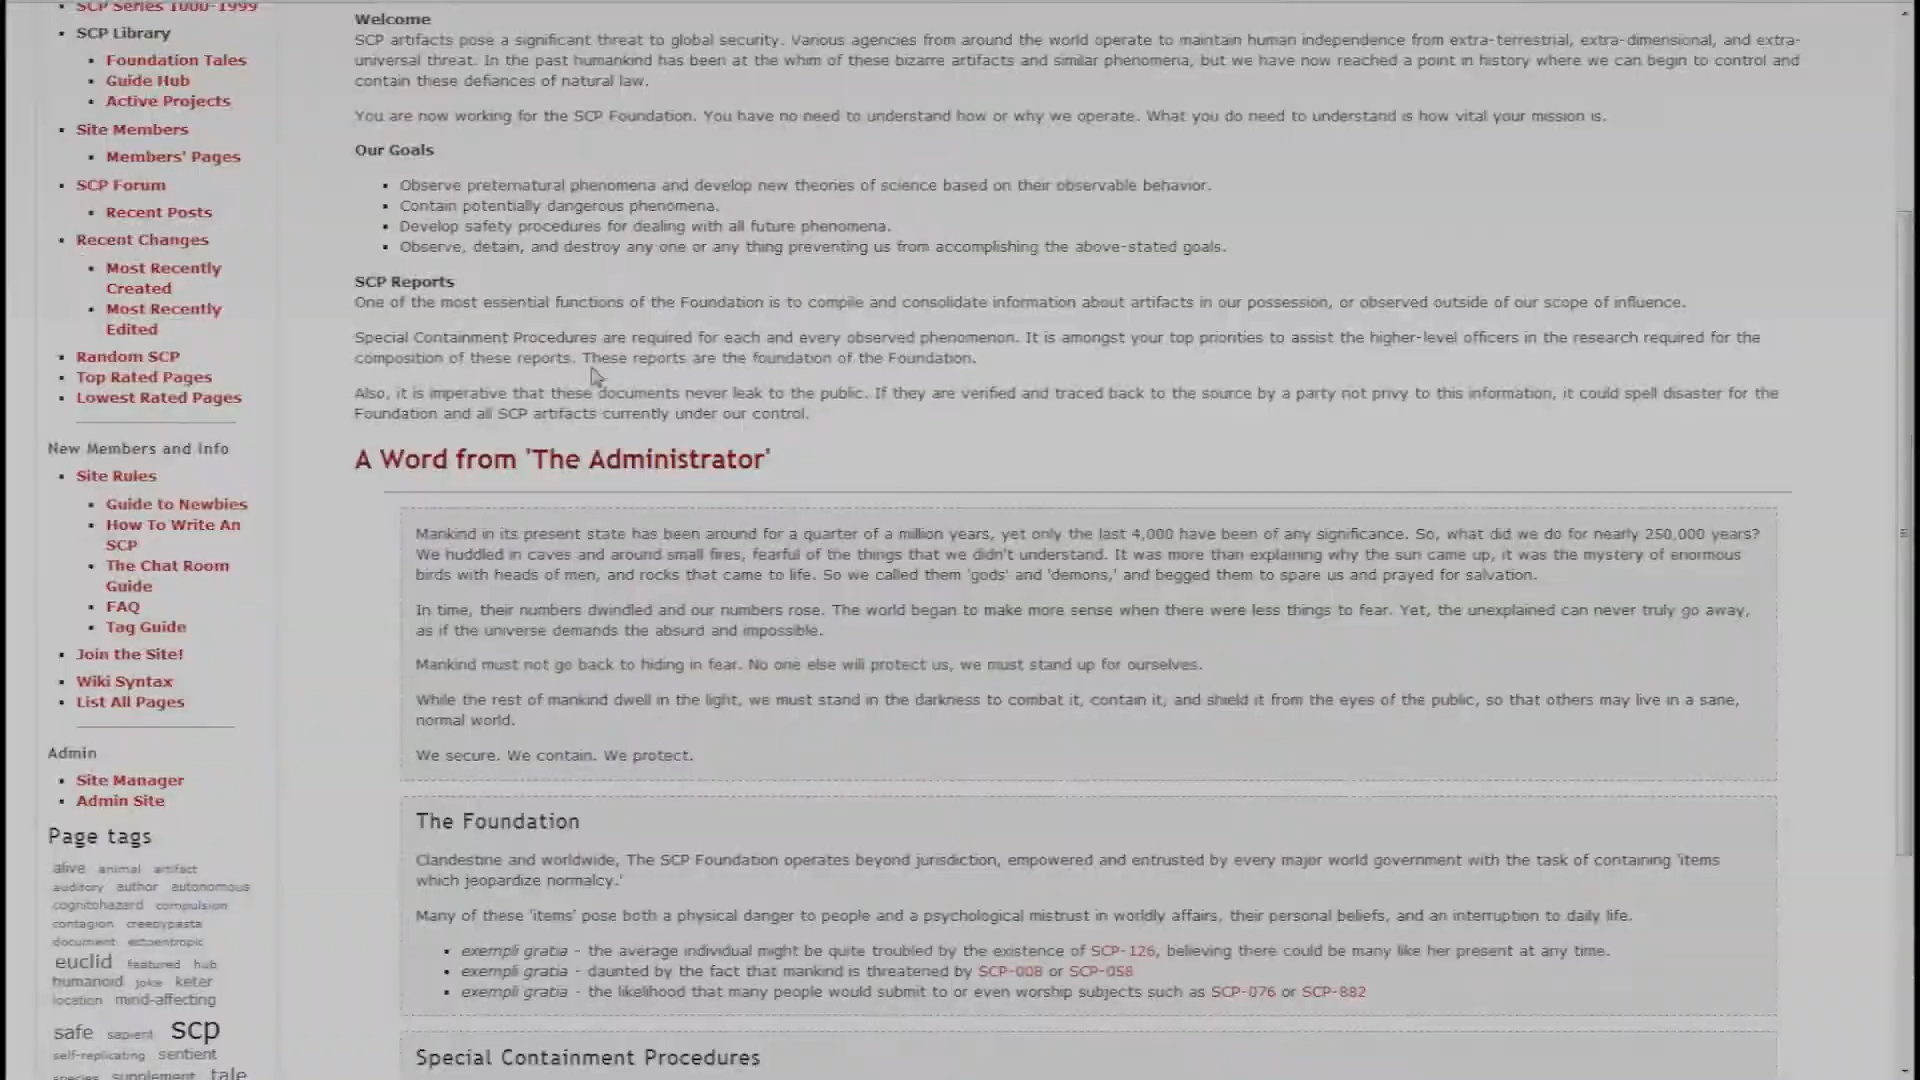 SCP Series 1000-1999
SCP Library
Foundation Tales
Guide Hub
Active Projects
Site Members
Members' Pages
SCP Forum
Recent Posts
Recent Changes
Most Recently
Created
Most Recently
Edited
Random SCP
Top Rated Pages
Lowest Rated Pages
New Members and Info
Site Rules
Guide to Newbies
How To Write An
SCP
The Chat Room
Guide
FAQ
Tag Guide
Join the Site!
Wiki Syntax
List All Pages
Admin
Site Manager
Admin Site
Page tags
alive animal artifact
auditory author autonomous
cognitohazard compulsion
contagion creepypasta
document ectoentropic
euclid featured hub
humanoid joke keter
location mind-affecting
safe sapient scp
self-replicating sentient
species supplement tale
Welcome
SCP artifacts pose a significant threat to global security. Various agencies from around the world operate to maintain human independence from extra-terrestrial, extra-dimensional, and extra-
universal threat. In the past humankind has been at the whim of these bizarre artifacts and similar phenomena, but we have now reached a point in history where we can begin to control and
contain these defiances of natural law.
You are now working for the SCP Foundation. You have no need to understand how or why we operate. What you do need to understand is how vital your mission is.
Our Goals
Observe preternatural phenomena and develop new theories of science based on their observable behavior.
Contain potentially dangerous phenomena.
Develop safety procedures for dealing with all future phenomena.
Observe, detain, and destroy any one or any thing preventing us from accomplishing the above-stated goals.
SCP Reports
One of the most essential functions of the Foundation is to compile and consolidate information about artifacts in our possession, or observed outside of our scope of influence.
Special Containment Procedures are required for each and every observed phenomenon. It is amongst your top priorities to assist the higher-level officers in the research required for the
composition of these reports. These reports are the foundation of the Foundation.
Also, it is imperative that these documents never leak to the public. If they are verified and traced back to the source by a party not privy to this information, it could spell disaster for the
Foundation and all SCP artifacts currently under our control.
A Word from 'The Administrator'
Mankind in its present state has been around for a quarter of a million years, yet only the last 4,000 have been of any significance. So, what did we do for nearly 250,000 years?
We huddled in caves and around small fires, fearful of the things that we didn't understand. It was more than explaining why the sun came up, it was the mystery of enormous
birds with heads of men, and rocks that came to life. So we called them 'gods' and 'demons,' and begged them to spare us and prayed for salvation.
In time, their numbers dwindled and our numbers rose. The world began to make more sense when there were less things to fear. Yet, the unexplained can never truly go away,
as if the universe demands the absurd and impossible.
Mankind must not go back to hiding in fear. No one else will protect us, we must stand up for ourselves.
While the rest of mankind dwell in the light, we must stand in the darkness to combat it, contain it, and shield it from the eyes of the public, so that others may live in a sane,
normal world.
We secure. We contain. We protect.
The Foundation
Clandestine and worldwide, The SCP Foundation operates beyond jurisdiction, empowered and entrusted by every major world government with the task of containing 'items
which jeopardize normalcy.'
Many of these 'items' pose both a physical danger to people and a psychological mistrust in worldly affairs, their personal beliefs, and an interruption to daily life.
exempli gratia - the average individual might be quite troubled by the existence of SCP-126, believing there could be many like her present at any time.
exempli gratia - daunted by the fact that mankind is threatened by SCP-008 or SCP-058
exempli gratia - the likelihood that many people would submit to or even worship subjects such as SCP-076 or SCP-882
Special Containment Procedures